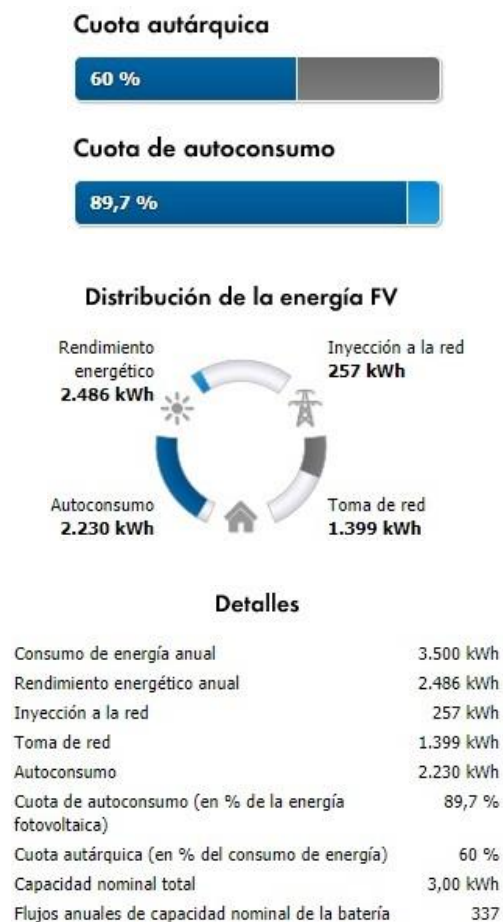 Cuota autárquica
60 %
Cuota de autoconsumo
89,7 %
Distribución de la energía FV
Rendimiento
energético
2.486 kWh
Inyección a la red
257 kWh
Autoconsumo
2.230 kWh
Toma de red
1.399 kWh
Detalles
Consumo de energía anual 3.500 kWh
Rendimiento energético anual 2.486 kWh
Inyección a la red 257 kWh
Toma de red 1.399 kWh
Autoconsumo 2.230 kWh
Cuota de autoconsumo (en % de la energía 89,7 %
fotovoltaica)
Cuota autárquica (en % del consumo de energía) 60 %
Capacidad nominal total 3,00 kWh
Flujos anuales de capacidad nominal de la batería 337